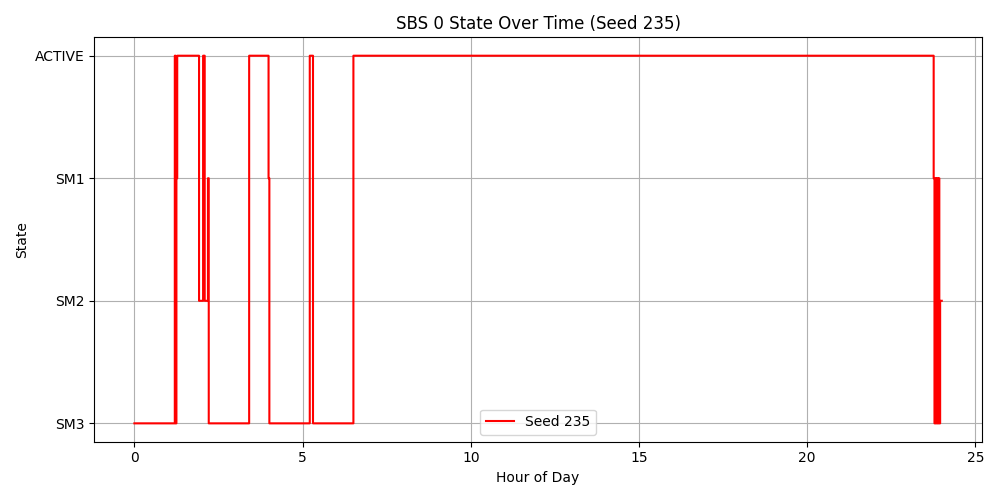 SBS 0 State Over Time (Seed 235)
ACTIVE
SM1
SM2
SM3
State
0 5 10 15 20 25
Hour of Day
Seed 235